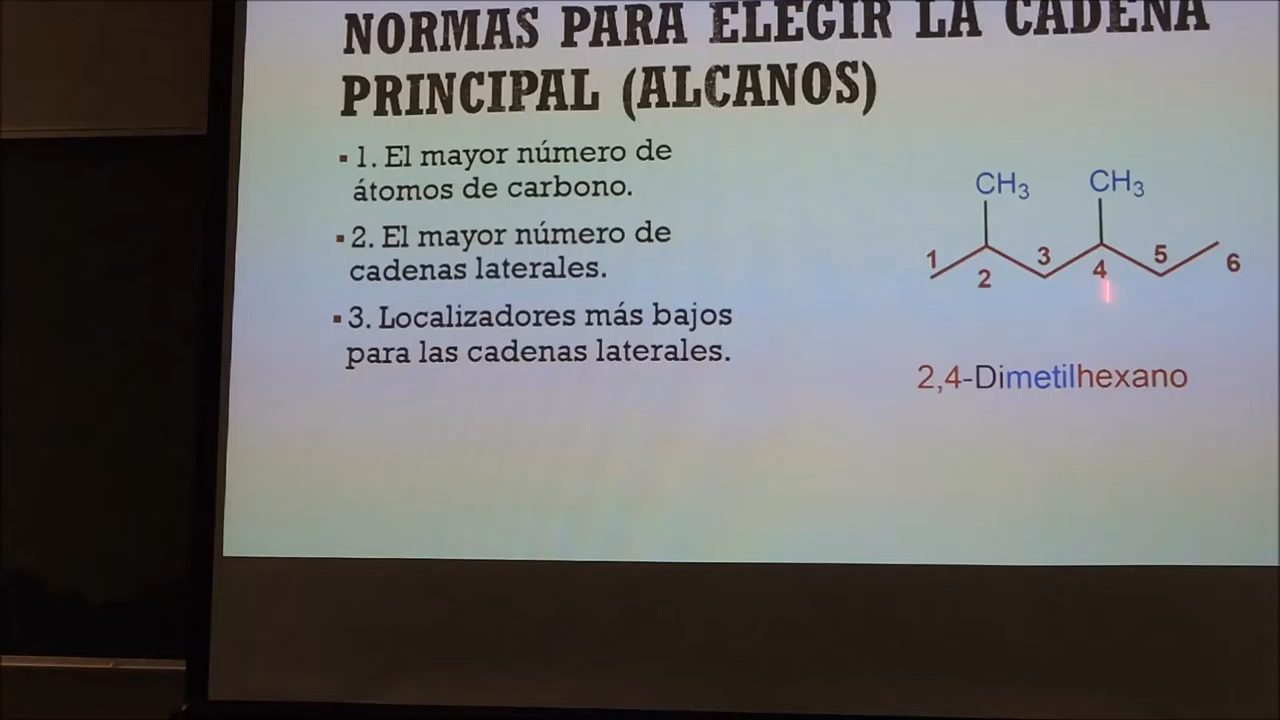 NORMAS PARA ELEGIR LA CADENA
PRINCIPAL (ALCANOS)
▪ 1. El mayor número de
átomos de carbono.
▪ 2. El mayor número de
cadenas laterales.
▪ 3. Localizadores más bajos
para las cadenas laterales.
CH3 CH3
1 2 3 4 5 6
2,4-Dimetilhexano